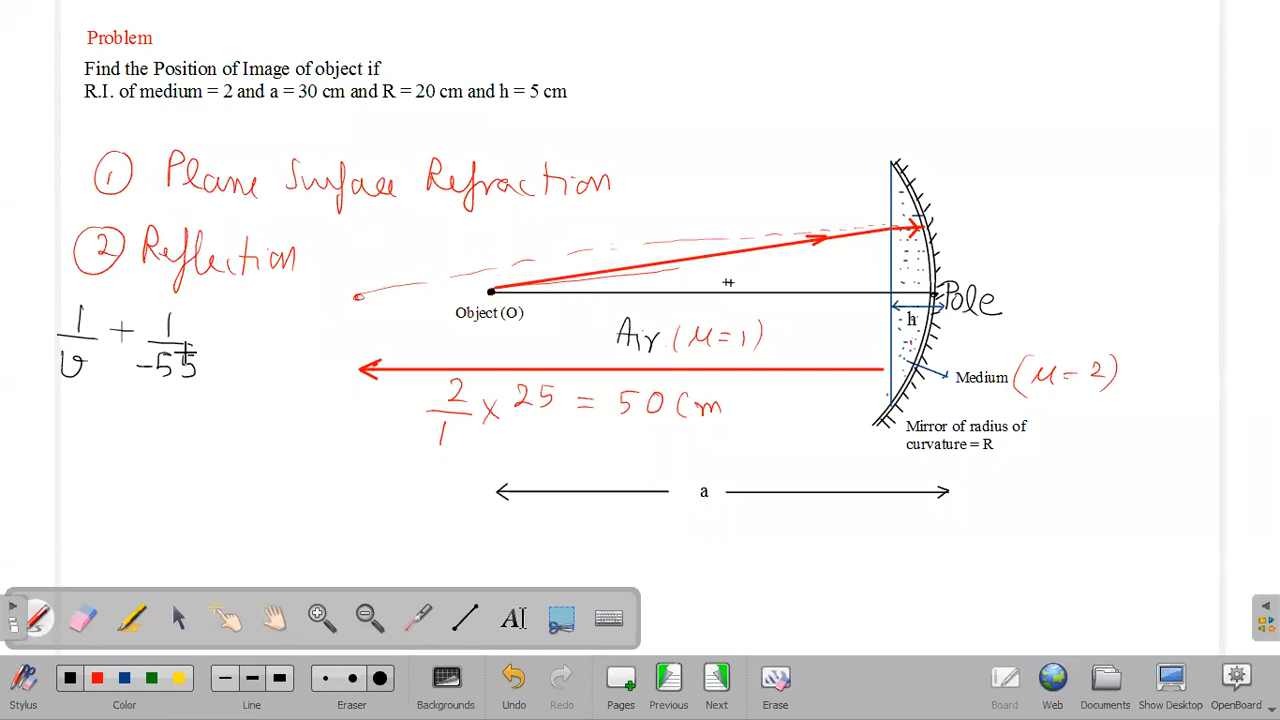 Problem
Find the Position of Image of object if
R.I. of medium = 2 and a = 30 cm and R = 20 cm and h = 5 cm
① Plane Surface Refraction
② Reflection
1/v + 1/-55
Object (O)
Air (μ=1)
Pole
h
Medium (μ=2)
2/1 × 25 = 50 Cm
Mirror of radius of
curvature = R
a
Stylus
Color
Line
Eraser
Backgrounds
Undo
Redo
Pages
Previous
Next
Erase
Board
Web
Documents
Show Desktop
OpenBoard